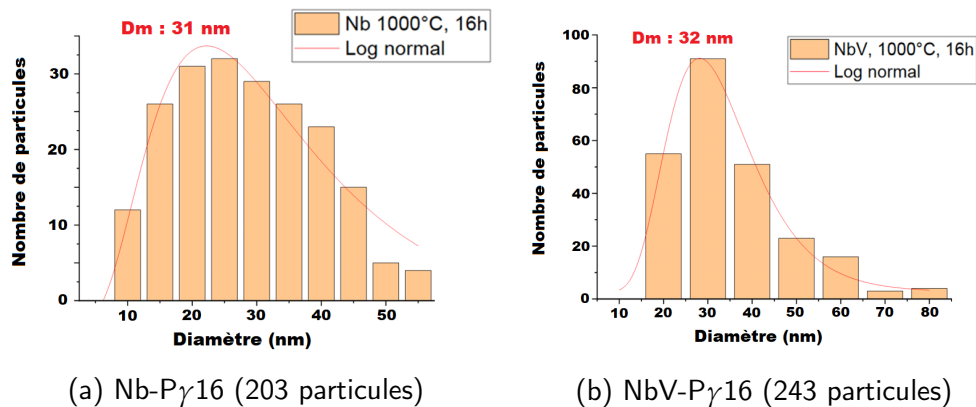 Dm : 31 nm
Nb 1000°C, 16h
Log normal
Nombre de particules
30
20
10
0
10 20 30 40 50
Diamètre (nm)
(a) Nb-Pγ16 (203 particules)
Dm : 32 nm
NbV, 1000°C, 16h
Log normal
Nombre de particules
100
80
60
40
20
0
10 20 30 40 50 60 70 80
Diamètre (nm)
(b) NbV-Pγ16 (243 particules)